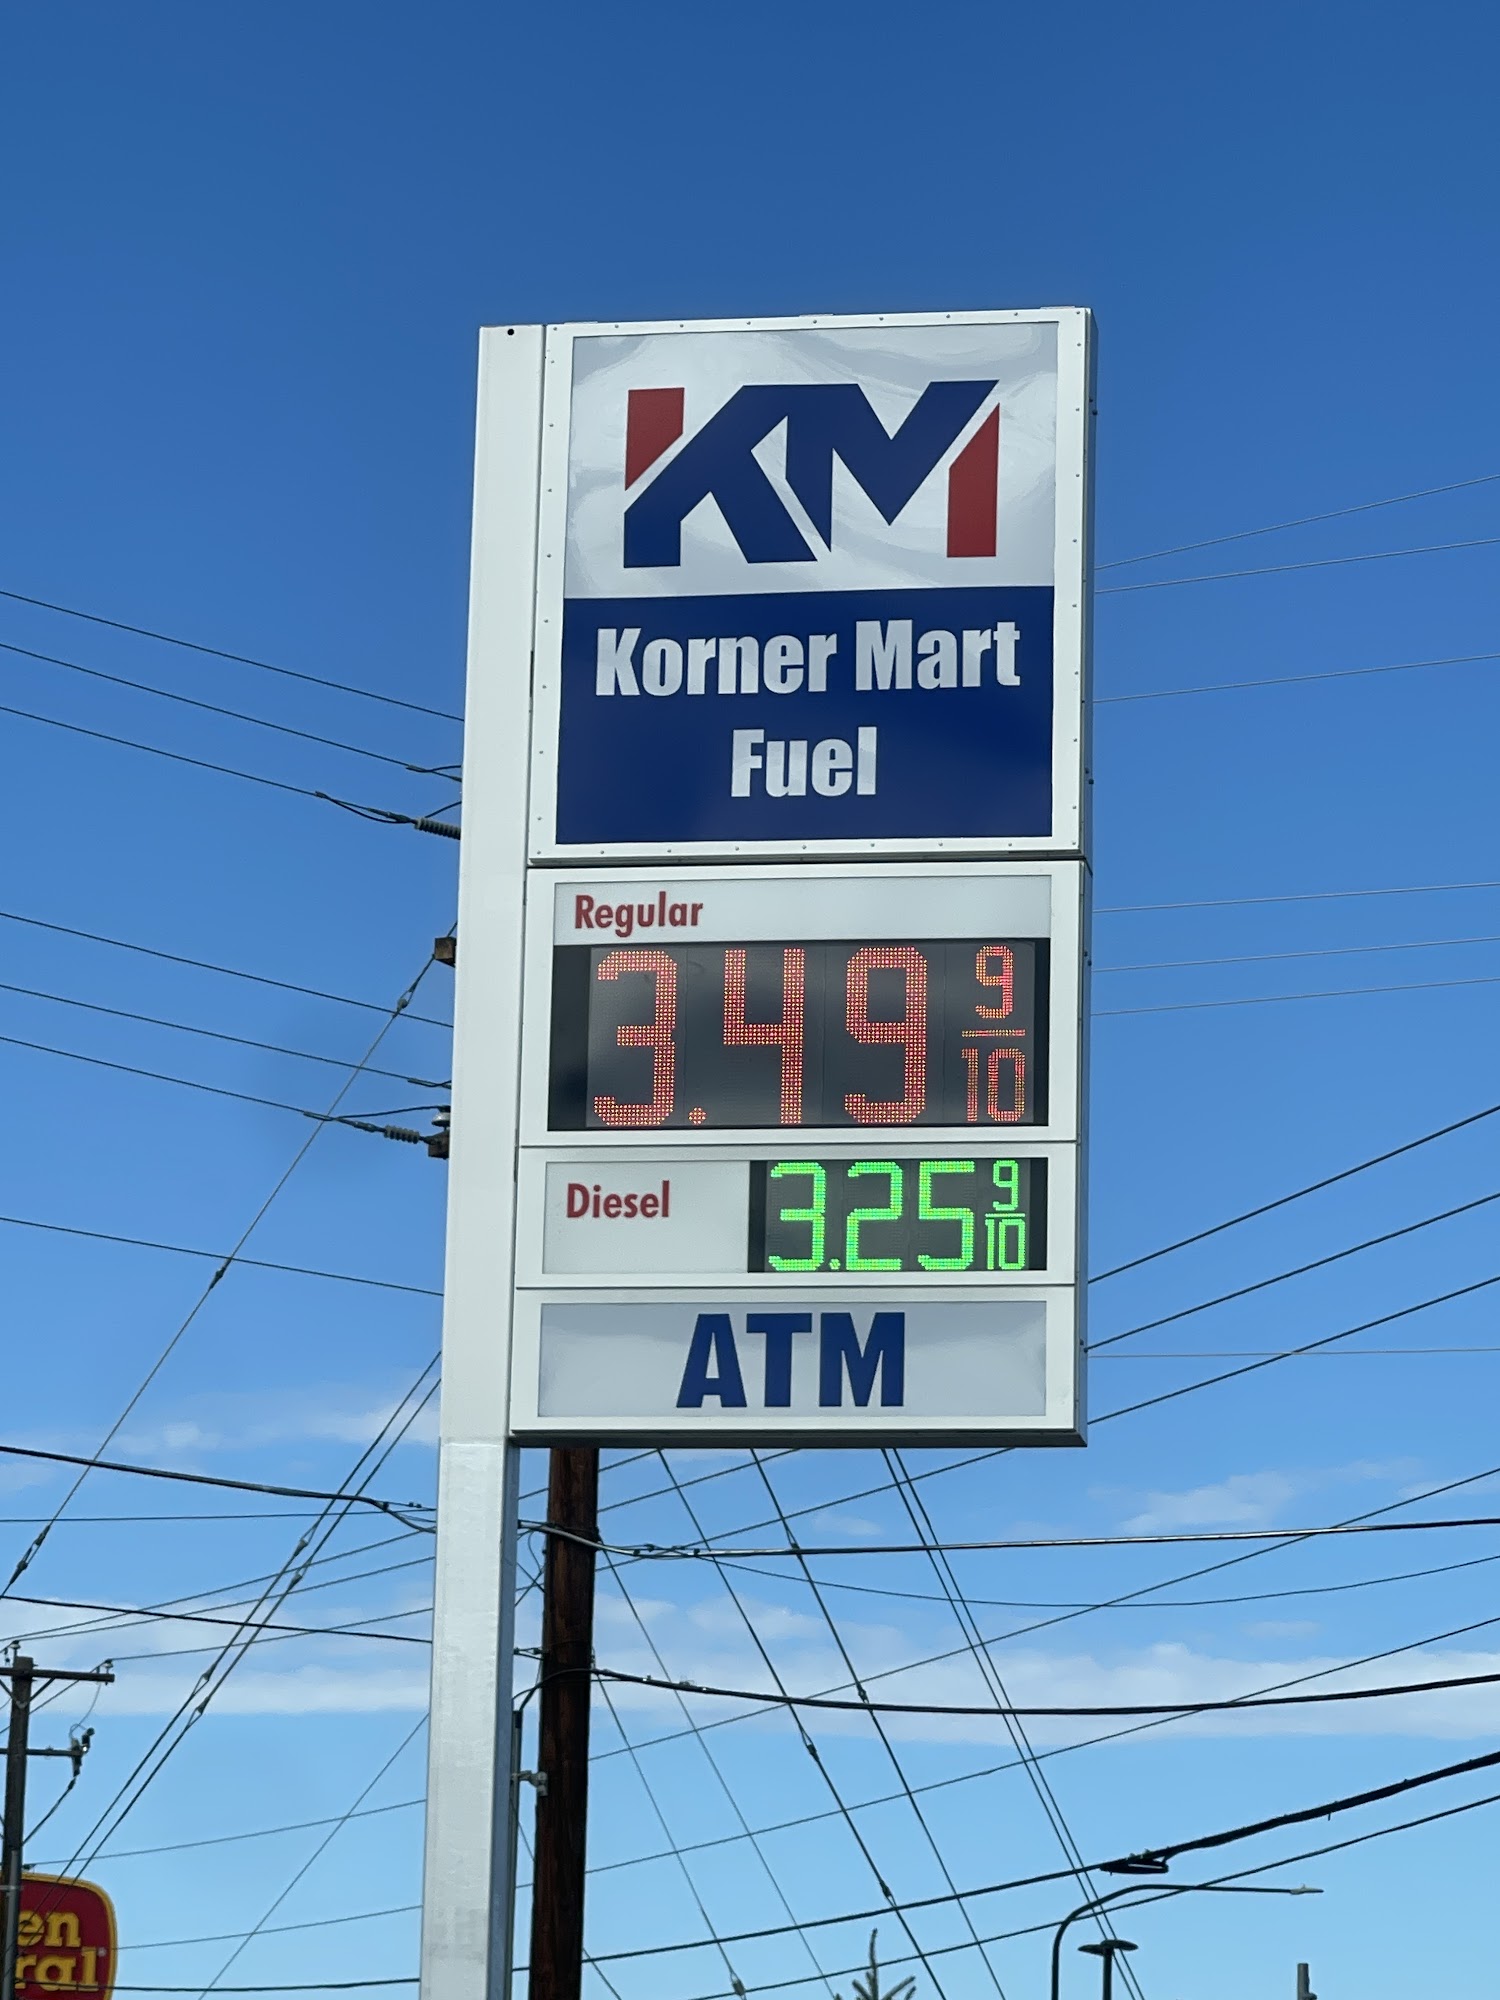 KM
Korner Mart
Fuel
Regular
3.49 9/10
Diesel
3.25 9/10
ATM